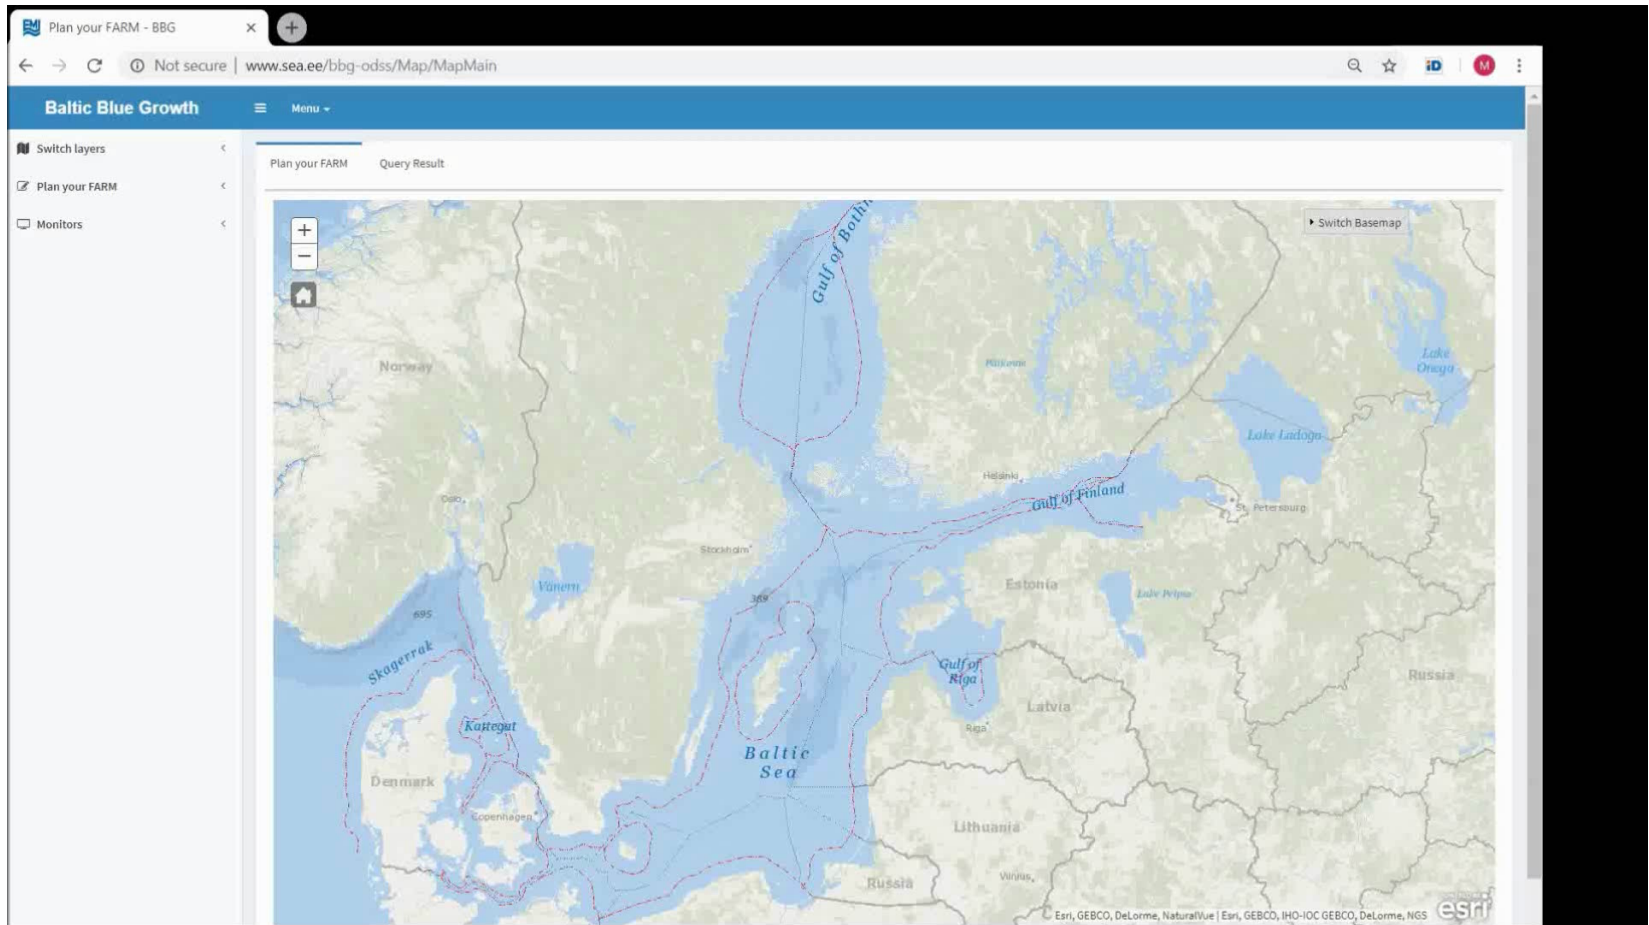 Plan your FARM - BBG
Not secure | www.sea.ee/bbg-odss/Map/MapMain
iD
M
Baltic Blue Growth
Menu
Switch layers
Plan your FARM
Monitors
Plan your FARM
Query Result
+
−
Switch Basemap
Gulf of Bothn
Norway
Lake
Onega
Lake Ladoga
Helsinki
Gulf of Finland
Oslo
St. Petersburg
Stockholm
Vänern
389
Estonia
Lake Peipus
695
Skagerrak
Gulf of
Riga
Russia
Latvia
Kattegat
Riga
Baltic
Sea
Denmark
Copenhagen
Lithuania
Russia
Vilnius
Esri, GEBCO, DeLorme, NaturalVue | Esri, GEBCO, IHO-IOC GEBCO, DeLorme, NGS
esri